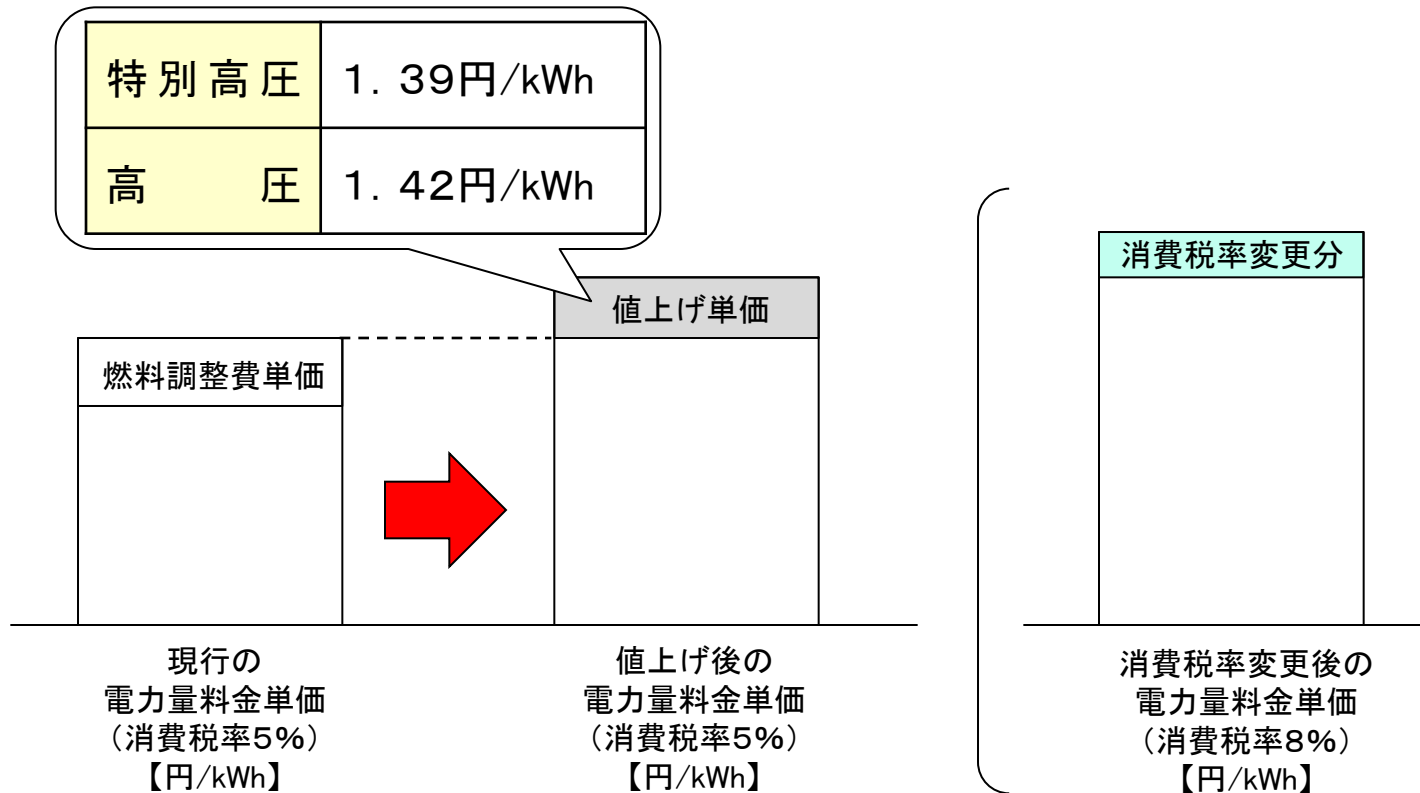 特別高圧 1．39円/kWh
高圧 1．42円/kWh
消費税率変更分
値上げ単価
燃料調整費単価
現行の
電力量料金単価
（消費税率5％）
【円/kWh】
値上げ後の
電力量料金単価
（消費税率5％）
【円/kWh】
消費税率変更後の
電力量料金単価
（消費税率8％）
【円/kWh】